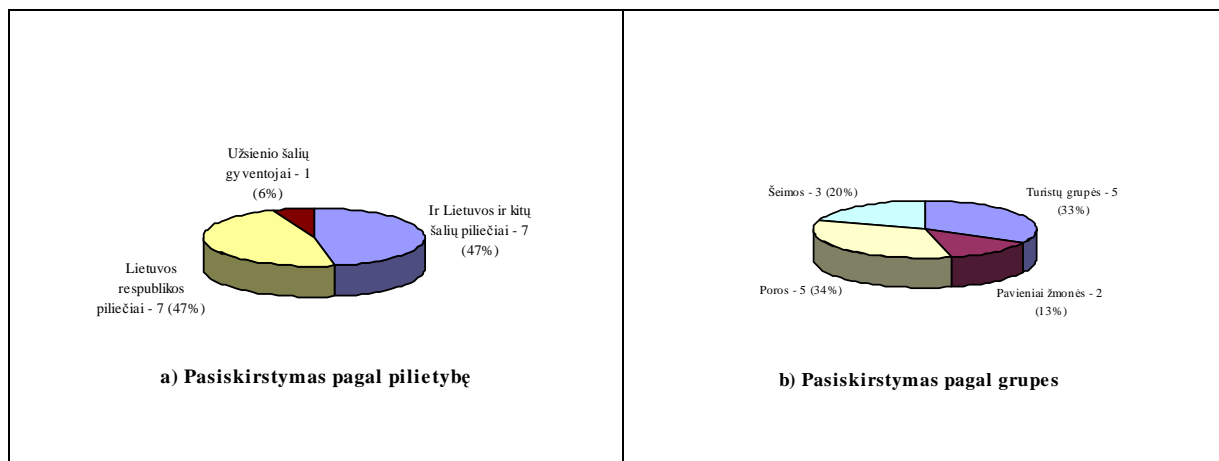 Užsienio šalių
gyventojai - 1
(6%)
Ir Lietuvos ir kitų
šalių piliečiai - 7
(47%)
Lietuvos
respublikos
piliečiai - 7 (47%)
a) Pasiskirstymas pagal pilietybę
Šeimos - 3 (20%)
Turistų grupės - 5
(33%)
Poros - 5 (34%)
Pavieniai žmonės - 2
(13%)
b) Pasiskirstymas pagal grupes